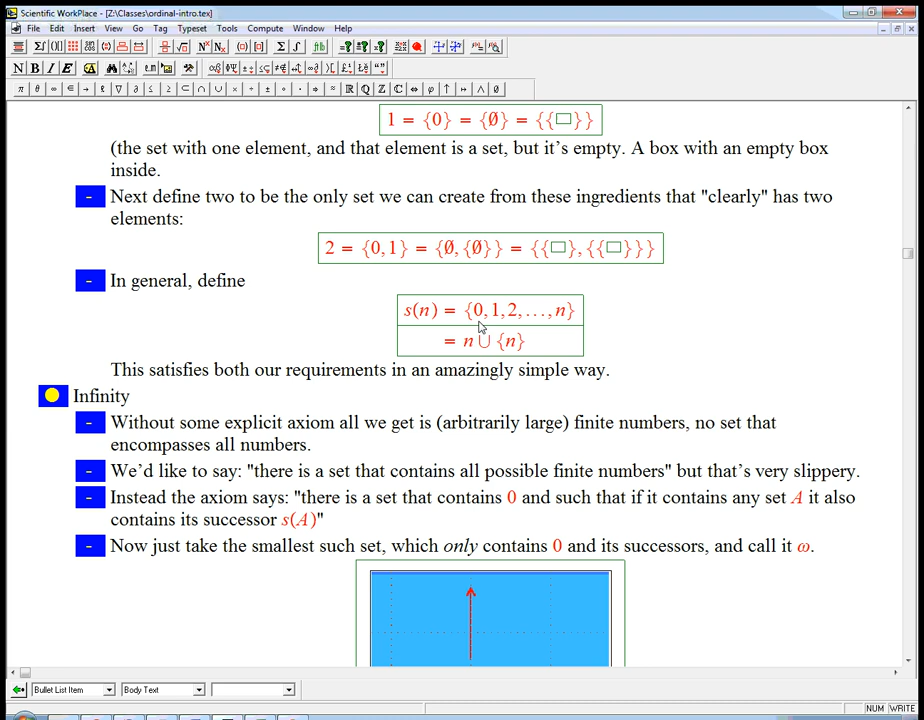 Scientific WorkPlace - [Z:\Classes\ordinal-intro.tex]
File Edit Insert View Go Tag Typeset Tools Compute Window Help
1 = {0} = {∅} = {{□}}
(the set with one element, and that element is a set, but it's empty. A box with an empty box
inside.
- Next define two to be the only set we can create from these ingredients that "clearly" has two
elements:
2 = {0,1} = {∅,{∅}} = {{□},{{□}}}
- In general, define
s(n) = {0,1,2,...,n}
= n ∪ {n}
This satisfies both our requirements in an amazingly simple way.
Infinity
- Without some explicit axiom all we get is (arbitrarily large) finite numbers, no set that
encompasses all numbers.
- We'd like to say: "there is a set that contains all possible finite numbers" but that's very slippery.
- Instead the axiom says: "there is a set that contains 0 and such that if it contains any set A it also
contains its successor s(A)"
- Now just take the smallest such set, which only contains 0 and its successors, and call it ω.
Bullet List Item Body Text
NUM WRITE